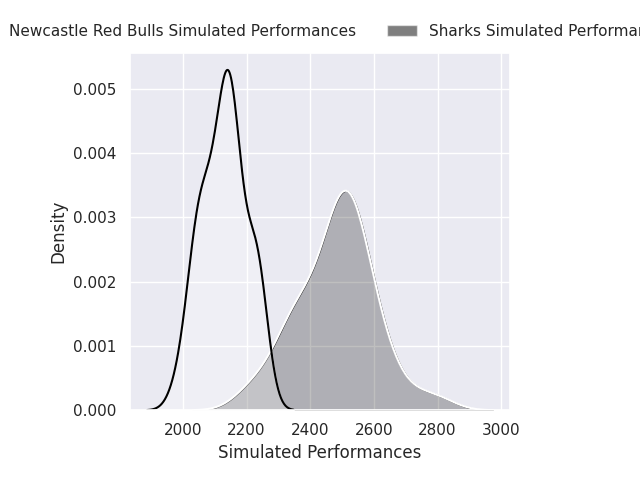 Newcastle Red Bulls Simulated Performances
Sharks Simulated
0.005
0.004
0.003
0.002
0.001
0.000
Density
2000 2200 2400 2600 2800 3000
Simulated Performances